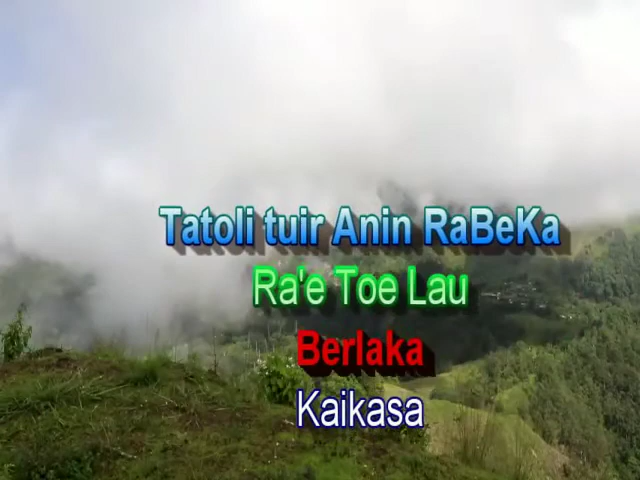 Tatoli tuir Anin RaBeKa
Ra'e Toe Lau
Berlaka
Kaikasa